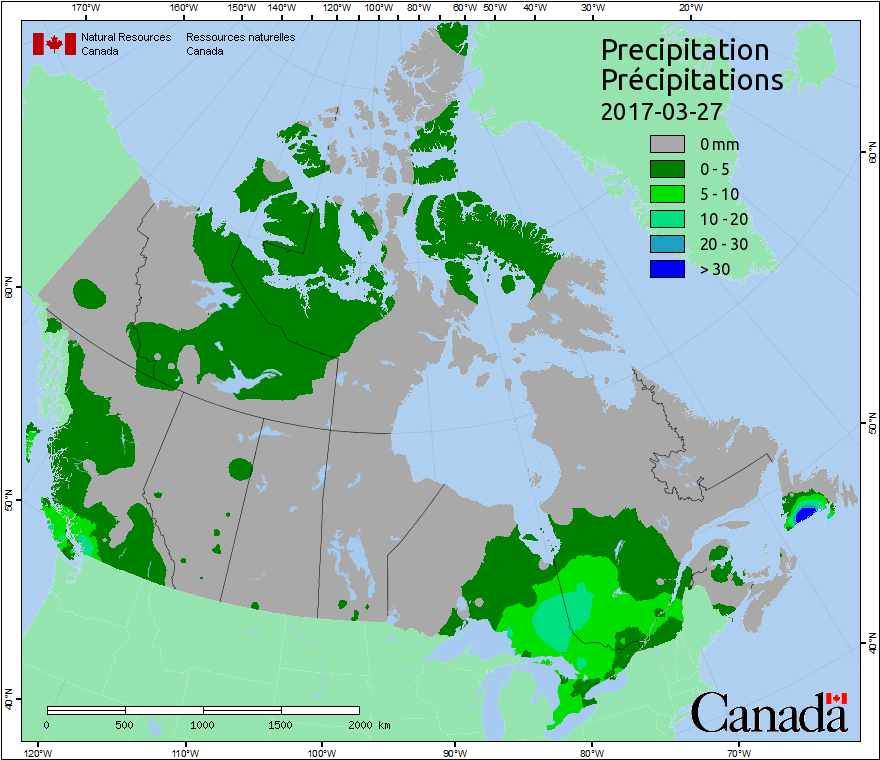 170°W 160°W 150°W 140°W 120°W 100°W 80°W 60°W 50°W 40°W 30°W 20°W
Natural Resources Ressources naturelles
Canada Canada
Precipitation
Précipitations
2017-03-27
0 mm
0 - 5
5 - 10
10 - 20
20 - 30
> 30
60°N
60°N
50°N
50°N
40°N
40°N
Canada
0 500 1000 1500 2000 km
120°W 110°W 100°W 90°W 80°W 70°W